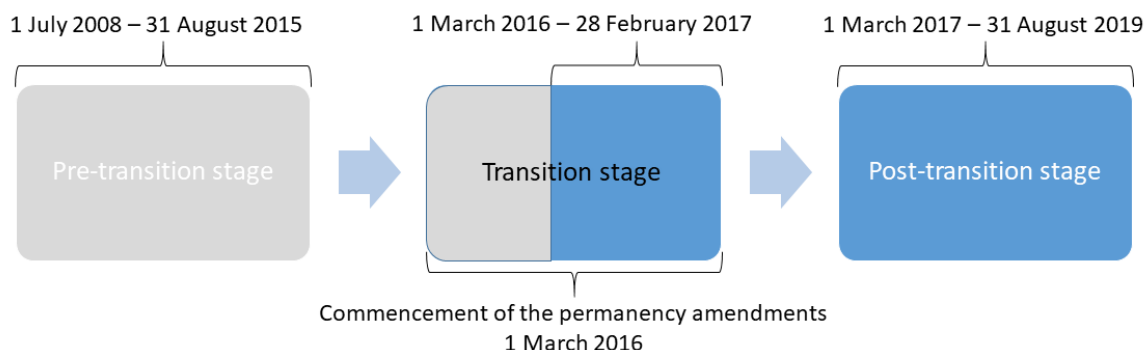 1 July 2008 – 31 August 2015
1 March 2016 – 28 February 2017
1 March 2017 – 31 August 2019
Pre-transition stage
Transition stage
Post-transition stage
Commencement of the permanency amendments
1 March 2016